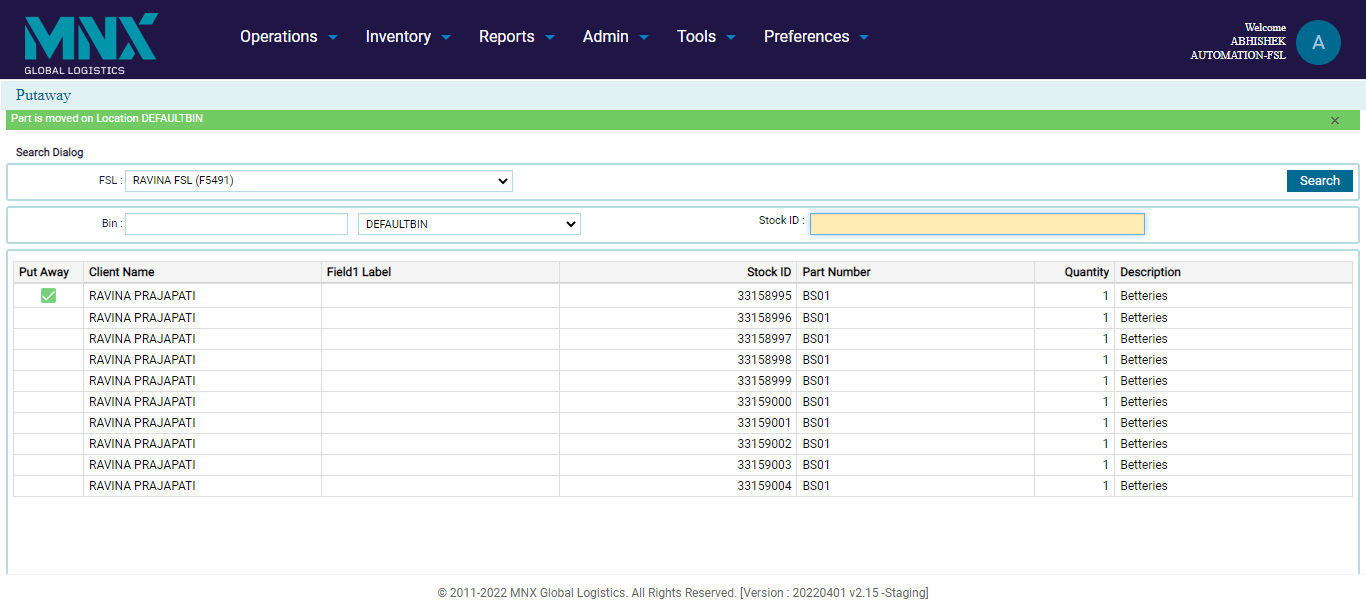 MNX
GLOBAL LOGISTICS
Operations Inventory Reports Admin Tools Preferences
Welcome
ABHISHEK
AUTOMATION-FSL
A
Putaway
Part is moved on Location DEFAULTBIN ×
Search Dialog
FSL : RAVINA FSL (F5491) Search
Bin : DEFAULTBIN Stock ID :
Put Away Client Name Field1 Label Stock ID Part Number Quantity Description
RAVINA PRAJAPATI 33158995 BS01 1 Betteries
RAVINA PRAJAPATI 33158996 BS01 1 Betteries
RAVINA PRAJAPATI 33158997 BS01 1 Betteries
RAVINA PRAJAPATI 33158998 BS01 1 Betteries
RAVINA PRAJAPATI 33158999 BS01 1 Betteries
RAVINA PRAJAPATI 33159000 BS01 1 Betteries
RAVINA PRAJAPATI 33159001 BS01 1 Betteries
RAVINA PRAJAPATI 33159002 BS01 1 Betteries
RAVINA PRAJAPATI 33159003 BS01 1 Betteries
RAVINA PRAJAPATI 33159004 BS01 1 Betteries
© 2011-2022 MNX Global Logistics. All Rights Reserved. [Version : 20220401 v2.15 -Staging]